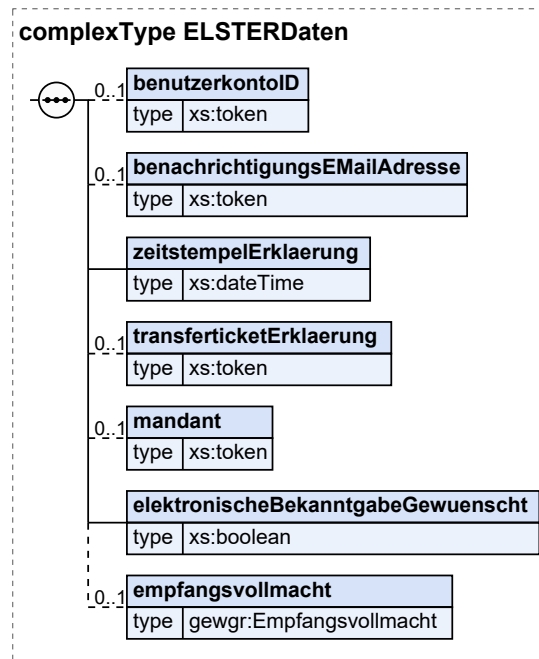 complexType ELSTERDaten
0..1 benutzerkontoID
type xs:token
0..1 benachrichtigungsEMailAdresse
type xs:token
zeitstempelErklaerung
type xs:dateTime
0..1 transferticketErklaerung
type xs:token
0..1 mandant
type xs:token
elektronischeBekanntgabeGewuenscht
type xs:boolean
0..1 empfangsvollmacht
type gewgr:Empfangsvollmacht